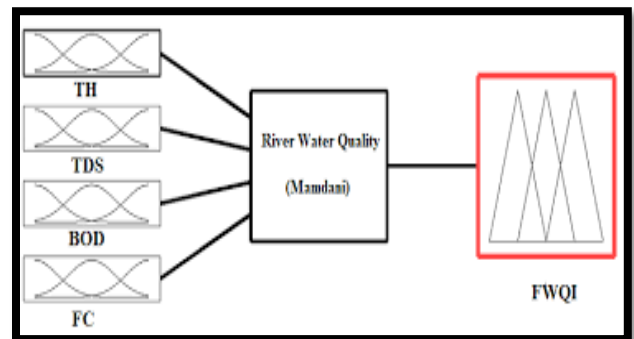 TH
TDS
BOD
FC
River Water Quality
(Mamdani)
FWQI